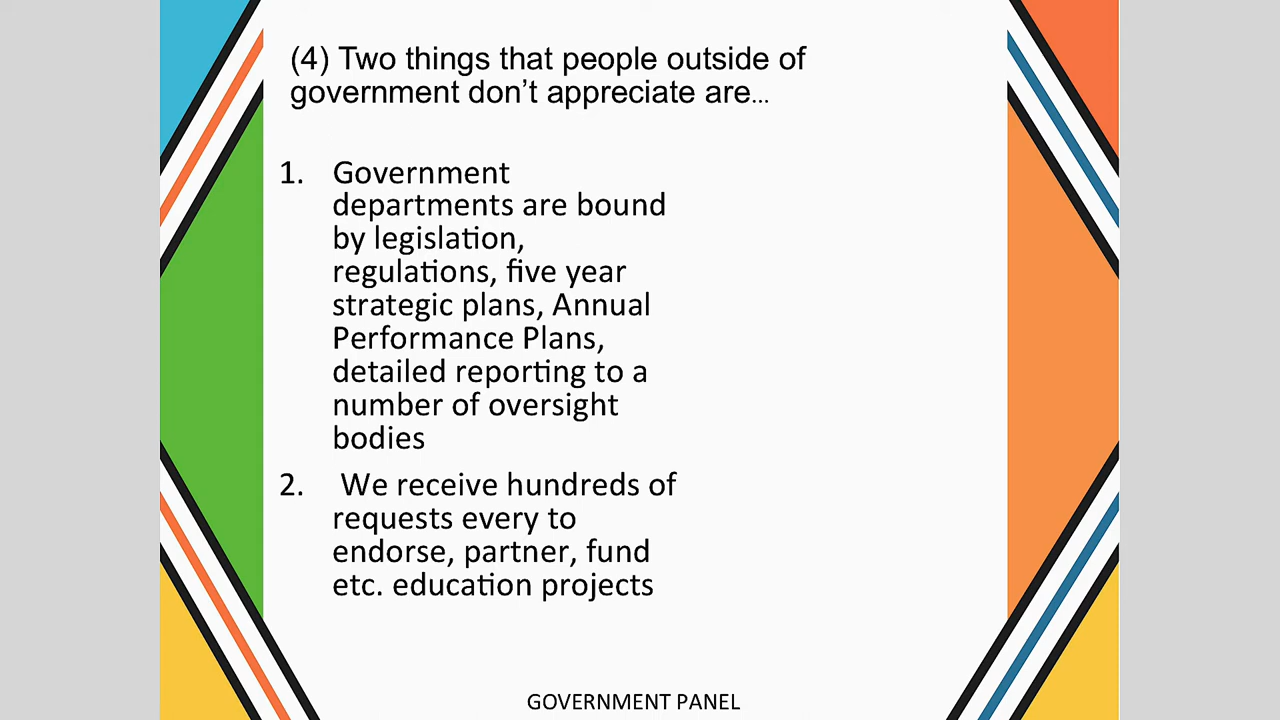 (4) Two things that people outside of
government don’t appreciate are...
1. Government
departments are bound
by legislation,
regulations, five year
strategic plans, Annual
Performance Plans,
detailed reporting to a
number of oversight
bodies
2. We receive hundreds of
requests every to
endorse, partner, fund
etc. education projects
GOVERNMENT PANEL